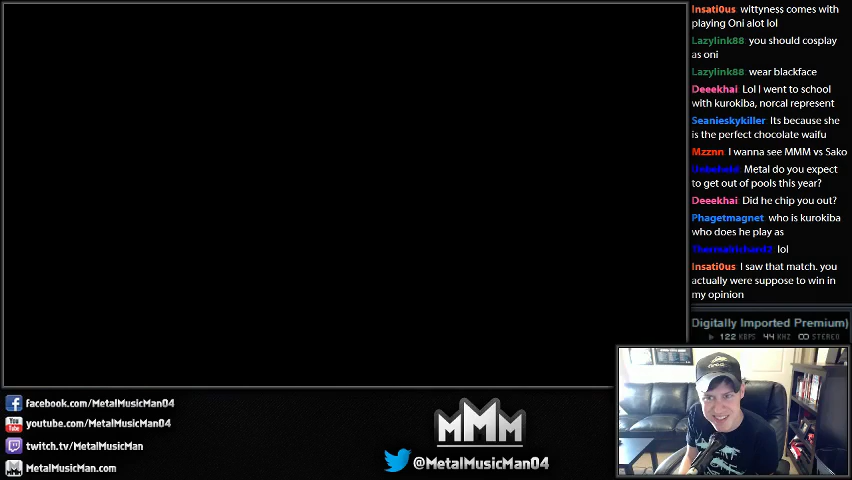 Insati0us wittyness comes with
playing Oni alot lol
Lazylink88 you should cosplay
as oni
Lazylink88 wear blackface
Deeekhai Lol I went to school
with kurokiba, norcal represent
Seanieskykiller Its because she
is the perfect chocolate waifu
Mzznn I wanna see MMM vs Sako
Metal do you expect
to get out of pools this year?
Deeekhai Did he chip you out?
Phagetmagnet who is kurokiba
who does he play as
lol
Insati0us I saw that match. you
actually were suppose to win in
my opinion
Digitally Imported Premium)
122 KBPS 44 KHZ STEREO
facebook.com/MetalMusicMan04
You Tube youtube.com/MetalMusicMan04
twitch.tv/MetalMusicMan
MetalMusicMan.com
MMM
@MetalMusicMan04